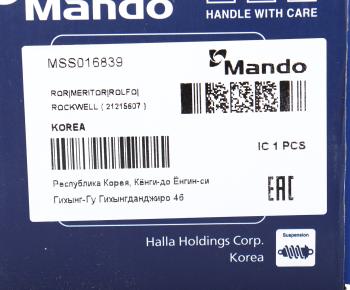 Mando
HANDLE WITH CARE
MSS016839
Mando
ROR|MERITOR|ROLFO|
ROCKWELL ( 21215607 )
KOREA
IC 1 PCS
Республика Корея, Кёнги-до Ёнгин-си
Гихынг-Гу Гихынгданджиро 46
EAC
Halla Holdings Corp.
Korea
Suspension